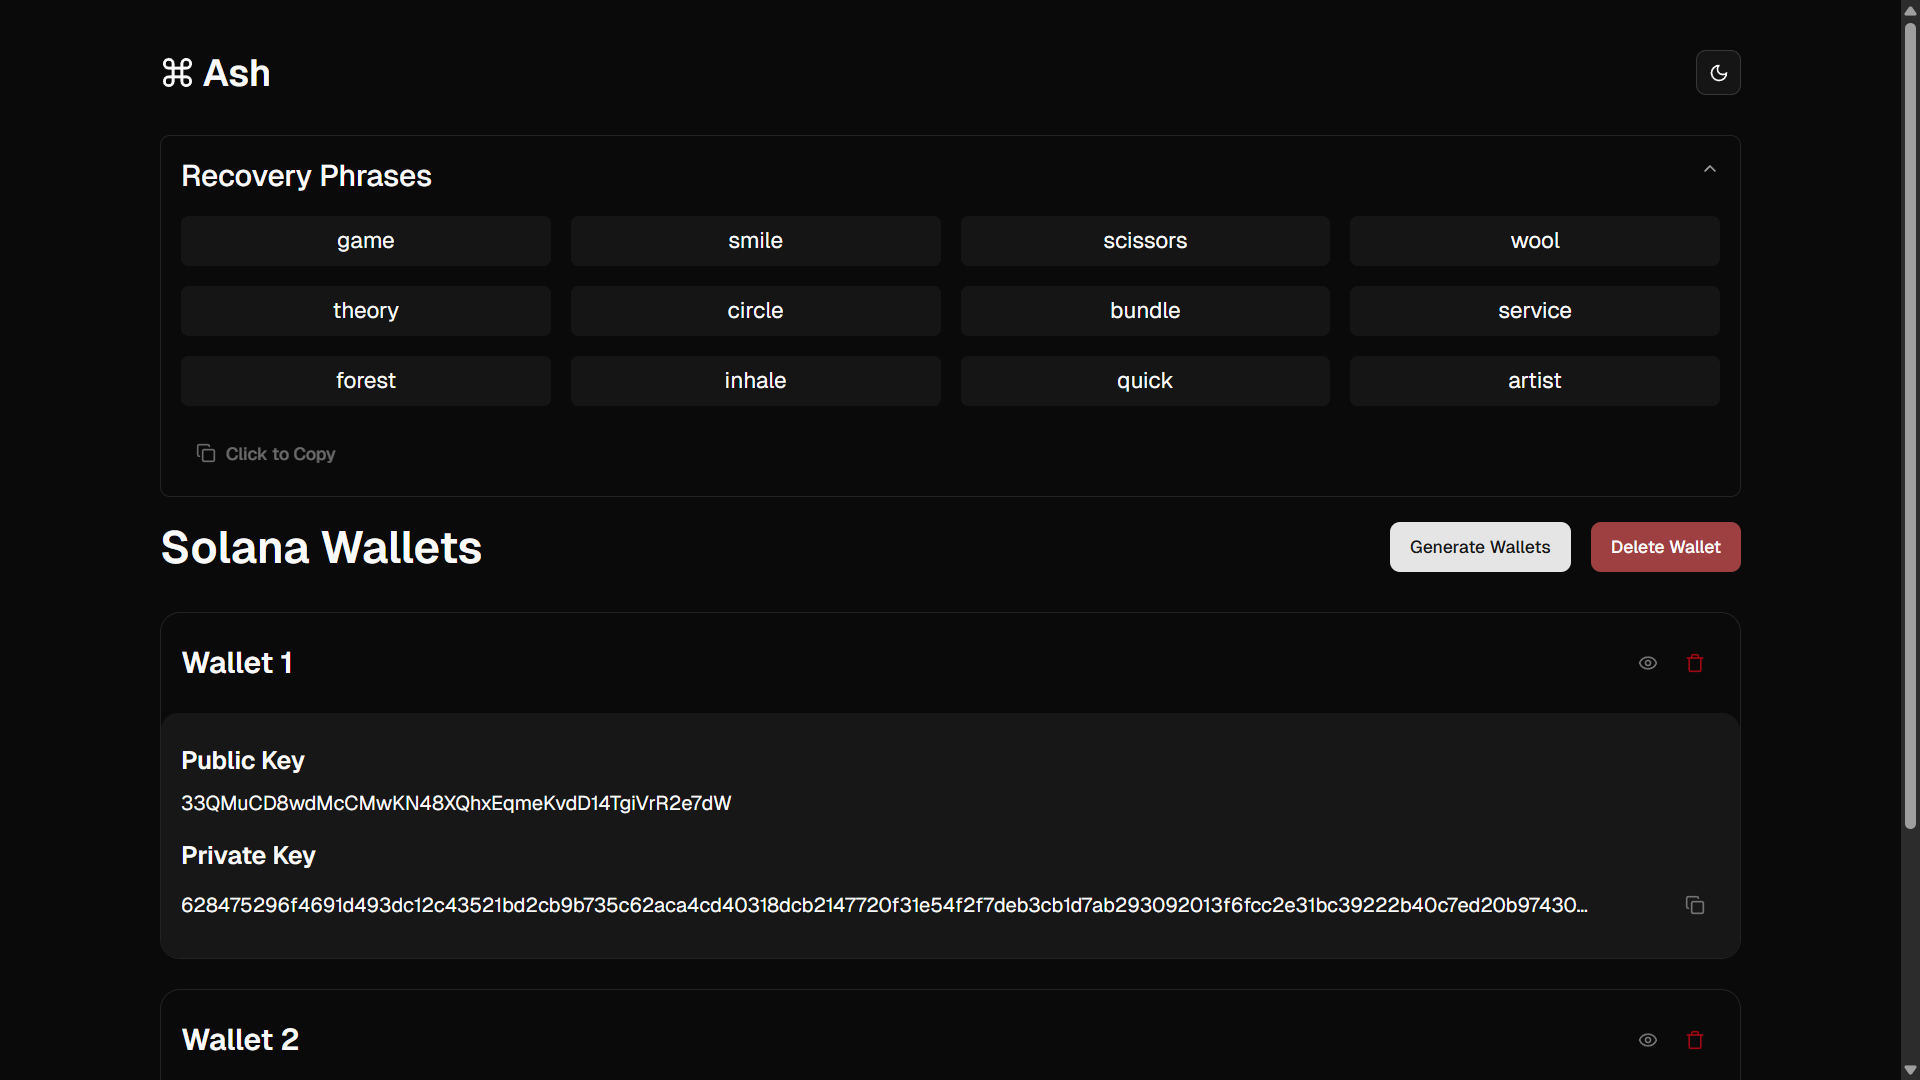 ⌘ Ash
Recovery Phrases
game smile scissors wool
theory circle bundle service
forest inhale quick artist
Click to Copy
Solana Wallets Generate Wallets Delete Wallet
Wallet 1
Public Key
33QMuCD8wdMcCMwKN48XQhxEqmeKvdD14TgiVrR2e7dW
Private Key
628475296f4691d493dc12c43521bd2cb9b735c62aca4cd40318dcb2147720f31e54f2f7deb3cb1d7ab293092013f6fcc2e31bc39222b40c7ed20b97430...
Wallet 2